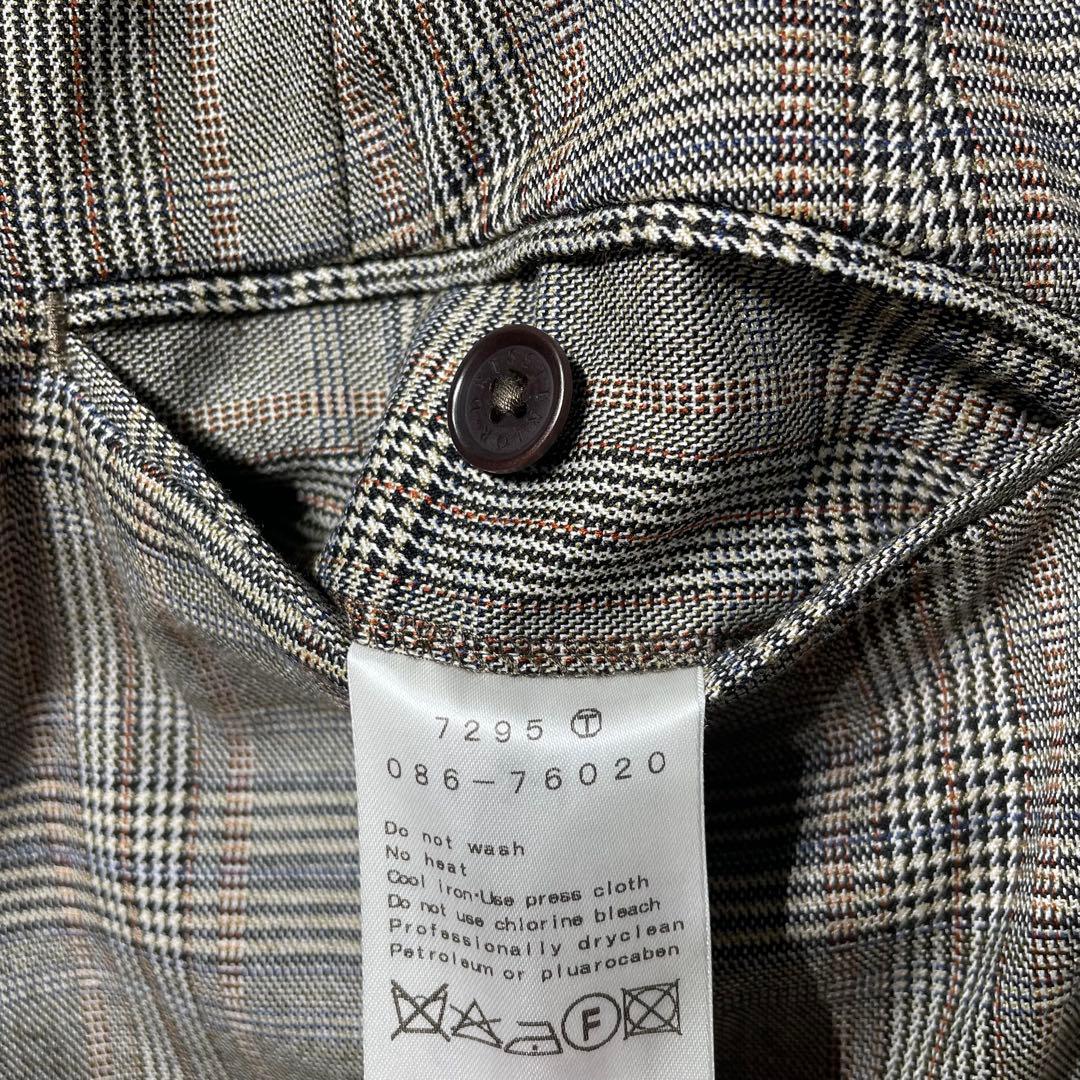 7295 Ⓣ
086-76020
Do not wash
No heat
Cool iron·Use press cloth
Do not use chlorine bleach
Professionally dryclean
Petroleum or pluarocaben
F